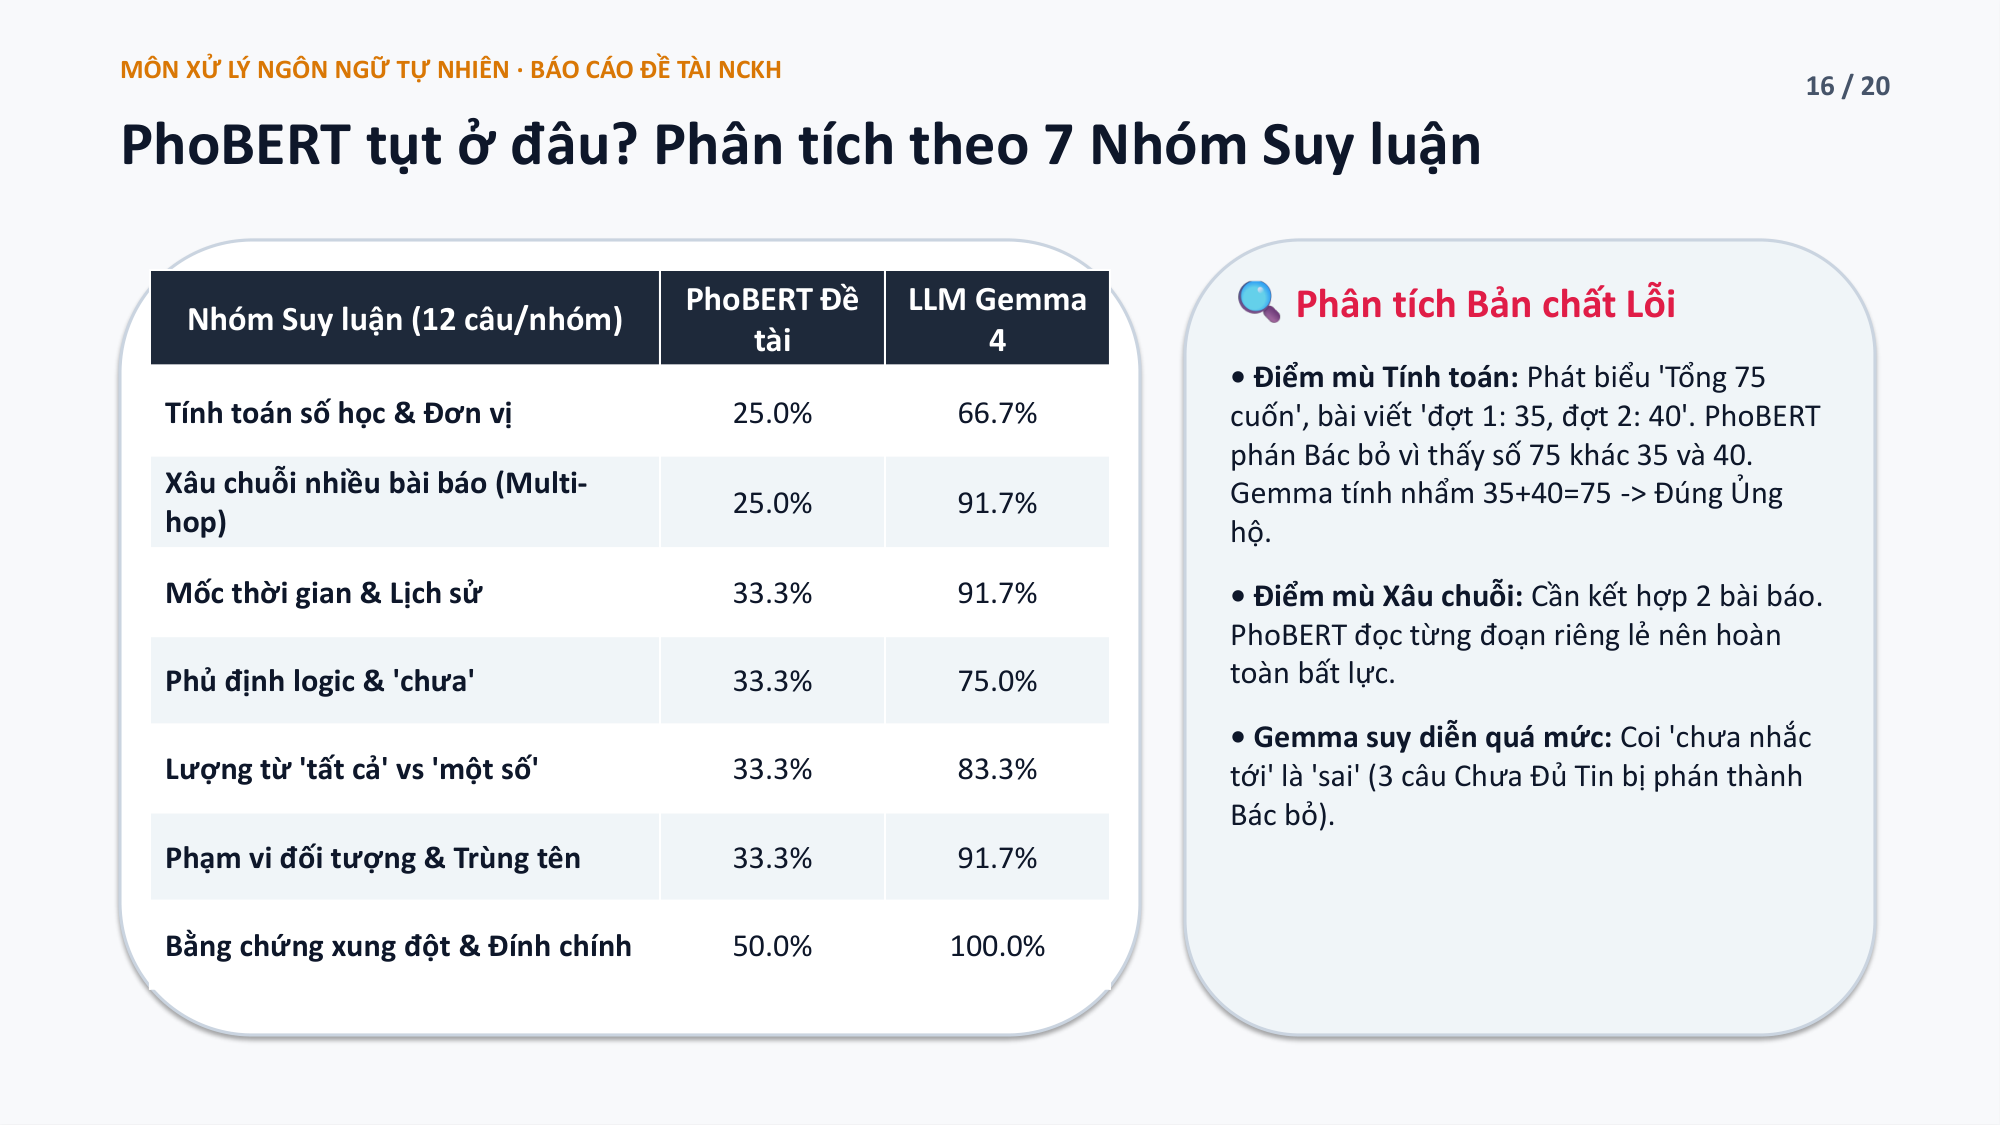 MÔN XỬ LÝ NGÔN NGỮ TỰ NHIÊN · BÁO CÁO ĐỀ TÀI NCKH
16 / 20
PhoBERT tụt ở đâu? Phân tích theo 7 Nhóm Suy luận
Nhóm Suy luận (12 câu/nhóm)
PhoBERT Đề
tài
LLM Gemma
4
Tính toán số học & Đơn vị
25.0%
66.7%
Xâu chuỗi nhiều bài báo (Multi-
hop)
25.0%
91.7%
Mốc thời gian & Lịch sử
33.3%
91.7%
Phủ định logic & 'chưa'
33.3%
75.0%
Lượng từ 'tất cả' vs 'một số'
33.3%
83.3%
Phạm vi đối tượng & Trùng tên
33.3%
91.7%
Bằng chứng xung đột & Đính chính
50.0%
100.0%
🔍 Phân tích Bản chất Lỗi
• Điểm mù Tính toán: Phát biểu 'Tổng 75
cuốn', bài viết 'đợt 1: 35, đợt 2: 40'. PhoBERT
phán Bác bỏ vì thấy số 75 khác 35 và 40.
Gemma tính nhẩm 35+40=75 -> Đúng Ủng
hộ.
• Điểm mù Xâu chuỗi: Cần kết hợp 2 bài báo.
PhoBERT đọc từng đoạn riêng lẻ nên hoàn
toàn bất lực.
• Gemma suy diễn quá mức: Coi 'chưa nhắc
tới' là 'sai' (3 câu Chưa Đủ Tin bị phán thành
Bác bỏ).